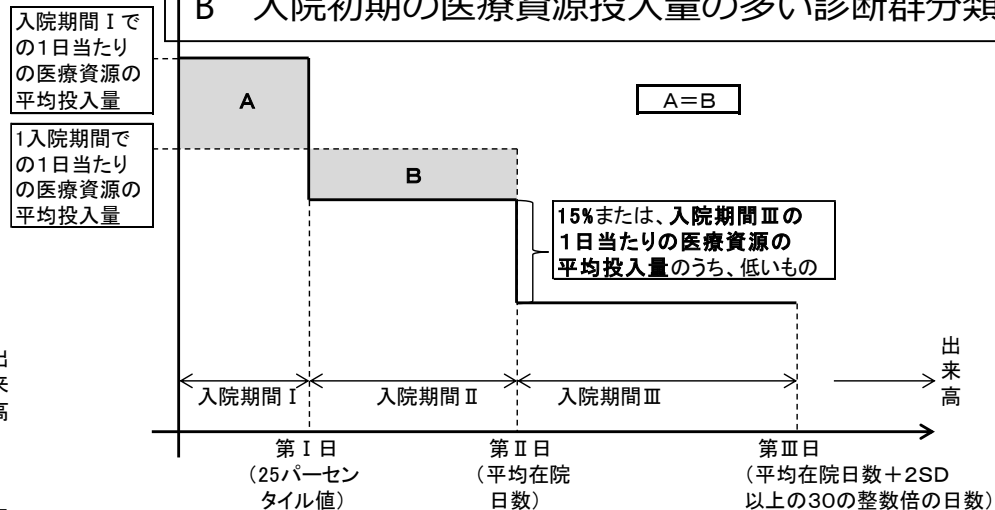 B 入院初期の医療資源投入量の多い診断群分類
入院期間Ⅰで
の1日当たり
の医療資源の
平均投入量
A
A=B
1入院期間で
の1日当たり
の医療資源の
平均投入量
B
15%または、入院期間Ⅲの
1日当たりの医療資源の
平均投入量のうち、低いもの
出
来
高
入院期間Ⅰ
入院期間Ⅱ
入院期間Ⅲ
出
来
高
第Ⅰ日
(25パーセン
タイル値)
第Ⅱ日
(平均在院
日数)
第Ⅲ日
(平均在院日数+2SD
以上の30の整数倍の日数)